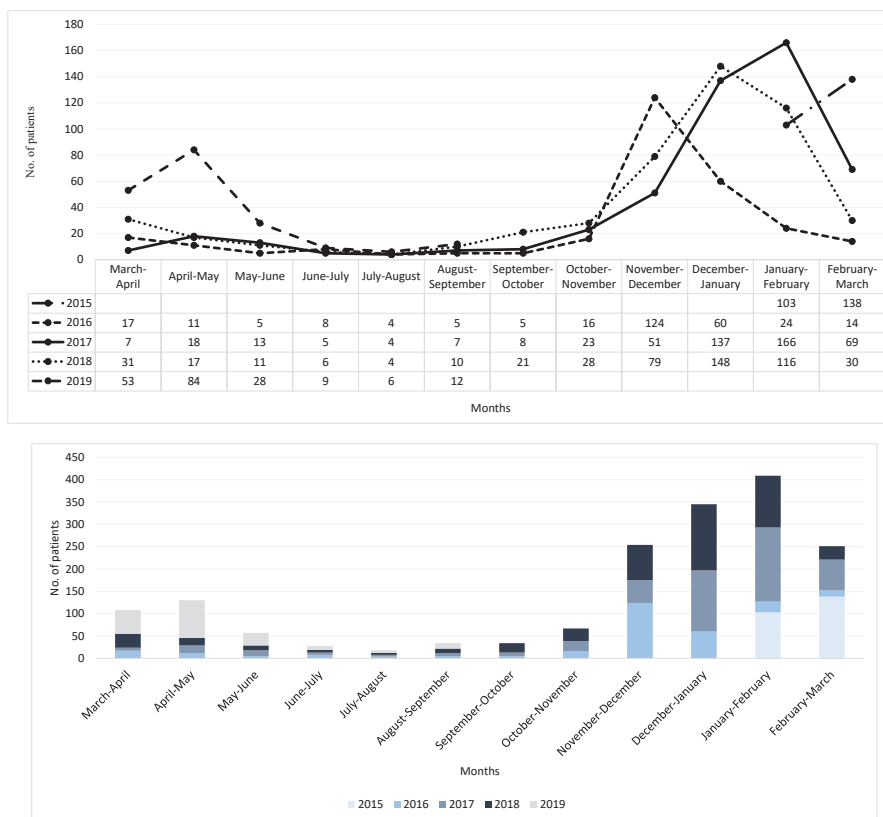 180
160
140
120
100
80
60
40
20
0
No. of patients
March-April April-May May-June June-July July-August August-September September-October October-November November-December December-January January-February February-March
2015 103 138
2016 17 11 5 8 4 5 5 16 124 60 24 14
2017 7 18 13 5 4 7 8 23 51 137 166 69
2018 31 17 11 6 4 10 21 28 79 148 116 30
2019 53 84 28 9 6 12
Months
450
400
350
300
250
200
150
100
50
0
No. of patients
March-April
April-May
May-June
June-July
July-August
August-September
September-October
October-November
November-December
December-January
January-February
February-March
Months
2015 2016 2017 2018 2019